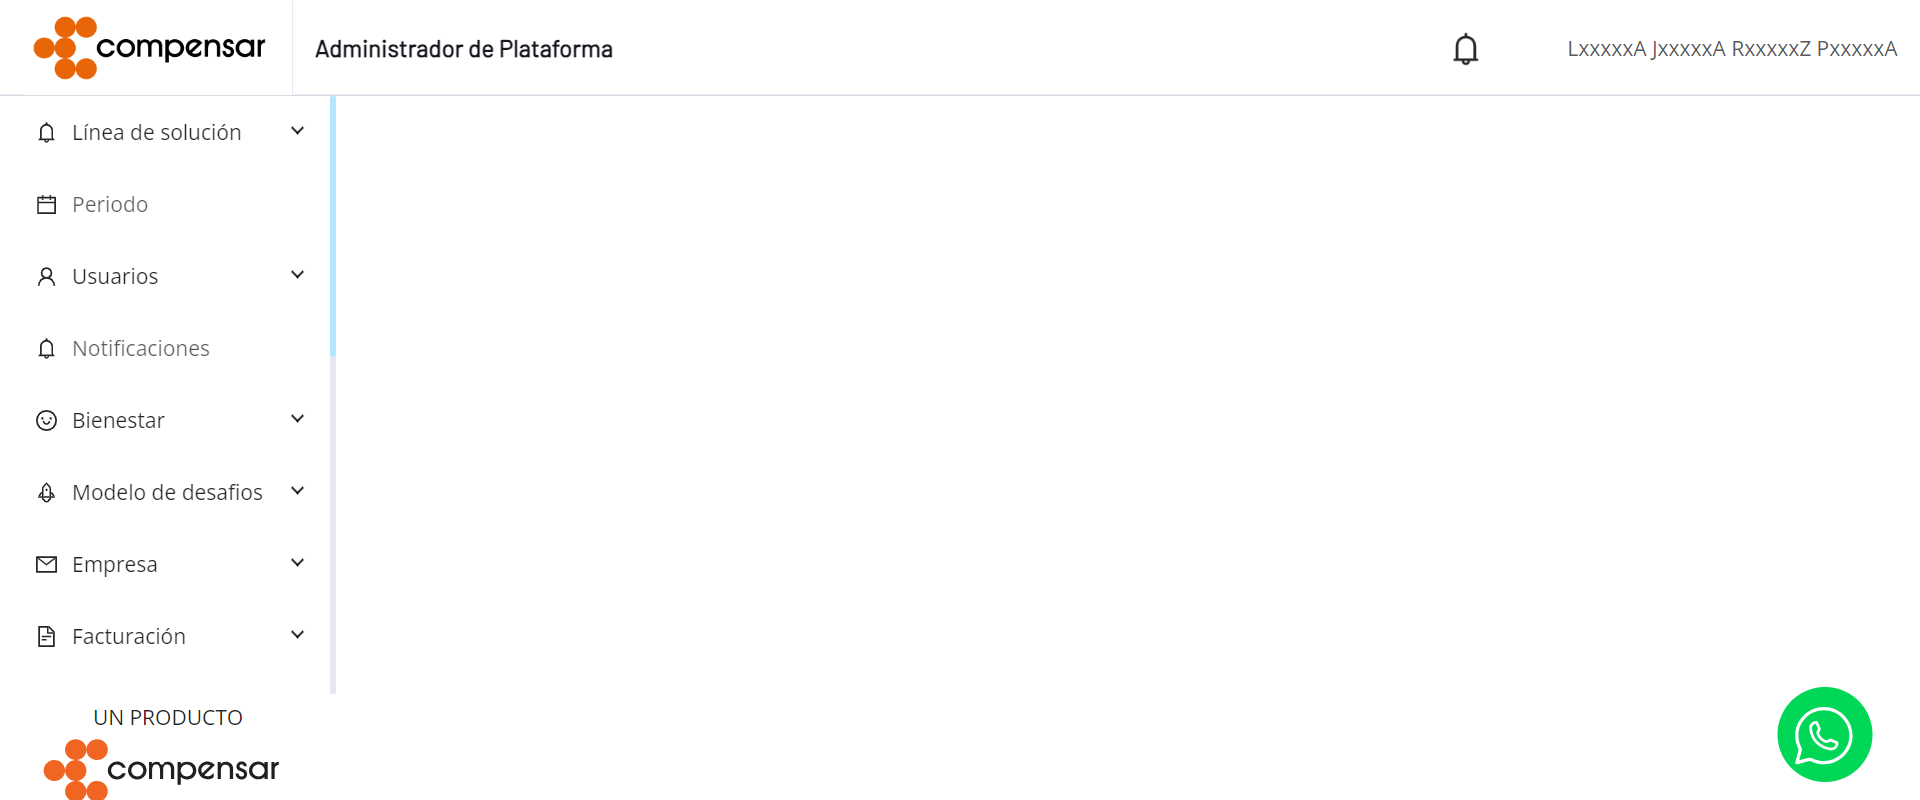 compensar
Administrador de Plataforma
LxxxxxA JxxxxxA RxxxxxZ PxxxxxA
Línea de solución
Periodo
Usuarios
Notificaciones
Bienestar
Modelo de desafios
Empresa
Facturación
UN PRODUCTO
compensar